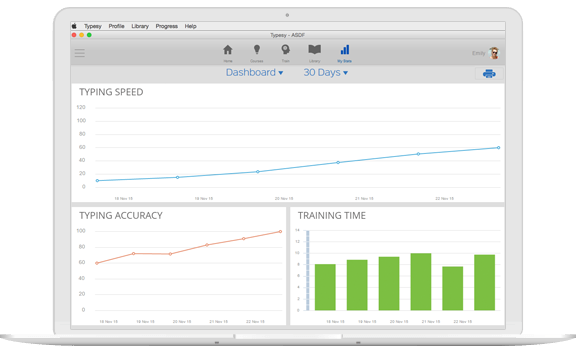 Typesy Profile Library Progress Help
Typesy - ASDF
Home Courses Train Library My Stats
Emily
Dashboard 30 Days
TYPING SPEED
120
100
80
60
40
20
0
18 Nov 15 19 Nov 15 20 Nov 15 21 Nov 15 22 Nov 15
TYPING ACCURACY
100
80
60
40
20
0
18 Nov 15 19 Nov 15 20 Nov 15 21 Nov 15 22 Nov 15
TRAINING TIME
14
12
10
8
6
4
2
0
18 Nov 15 19 Nov 15 20 Nov 15 21 Nov 15 22 Nov 15